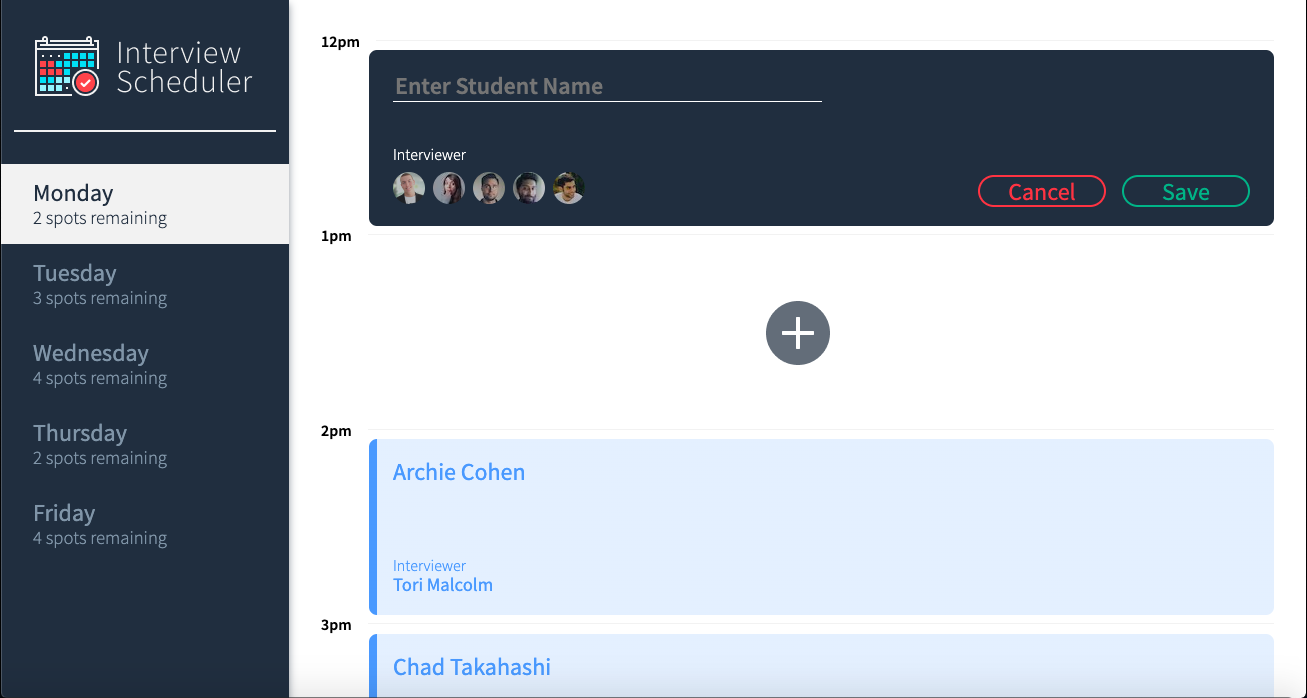 Interview
Scheduler
Monday
2 spots remaining
Tuesday
3 spots remaining
Wednesday
4 spots remaining
Thursday
2 spots remaining
Friday
4 spots remaining
12pm
Enter Student Name
Interviewer
Cancel
Save
1pm
2pm
Archie Cohen
Interviewer
Tori Malcolm
3pm
Chad Takahashi